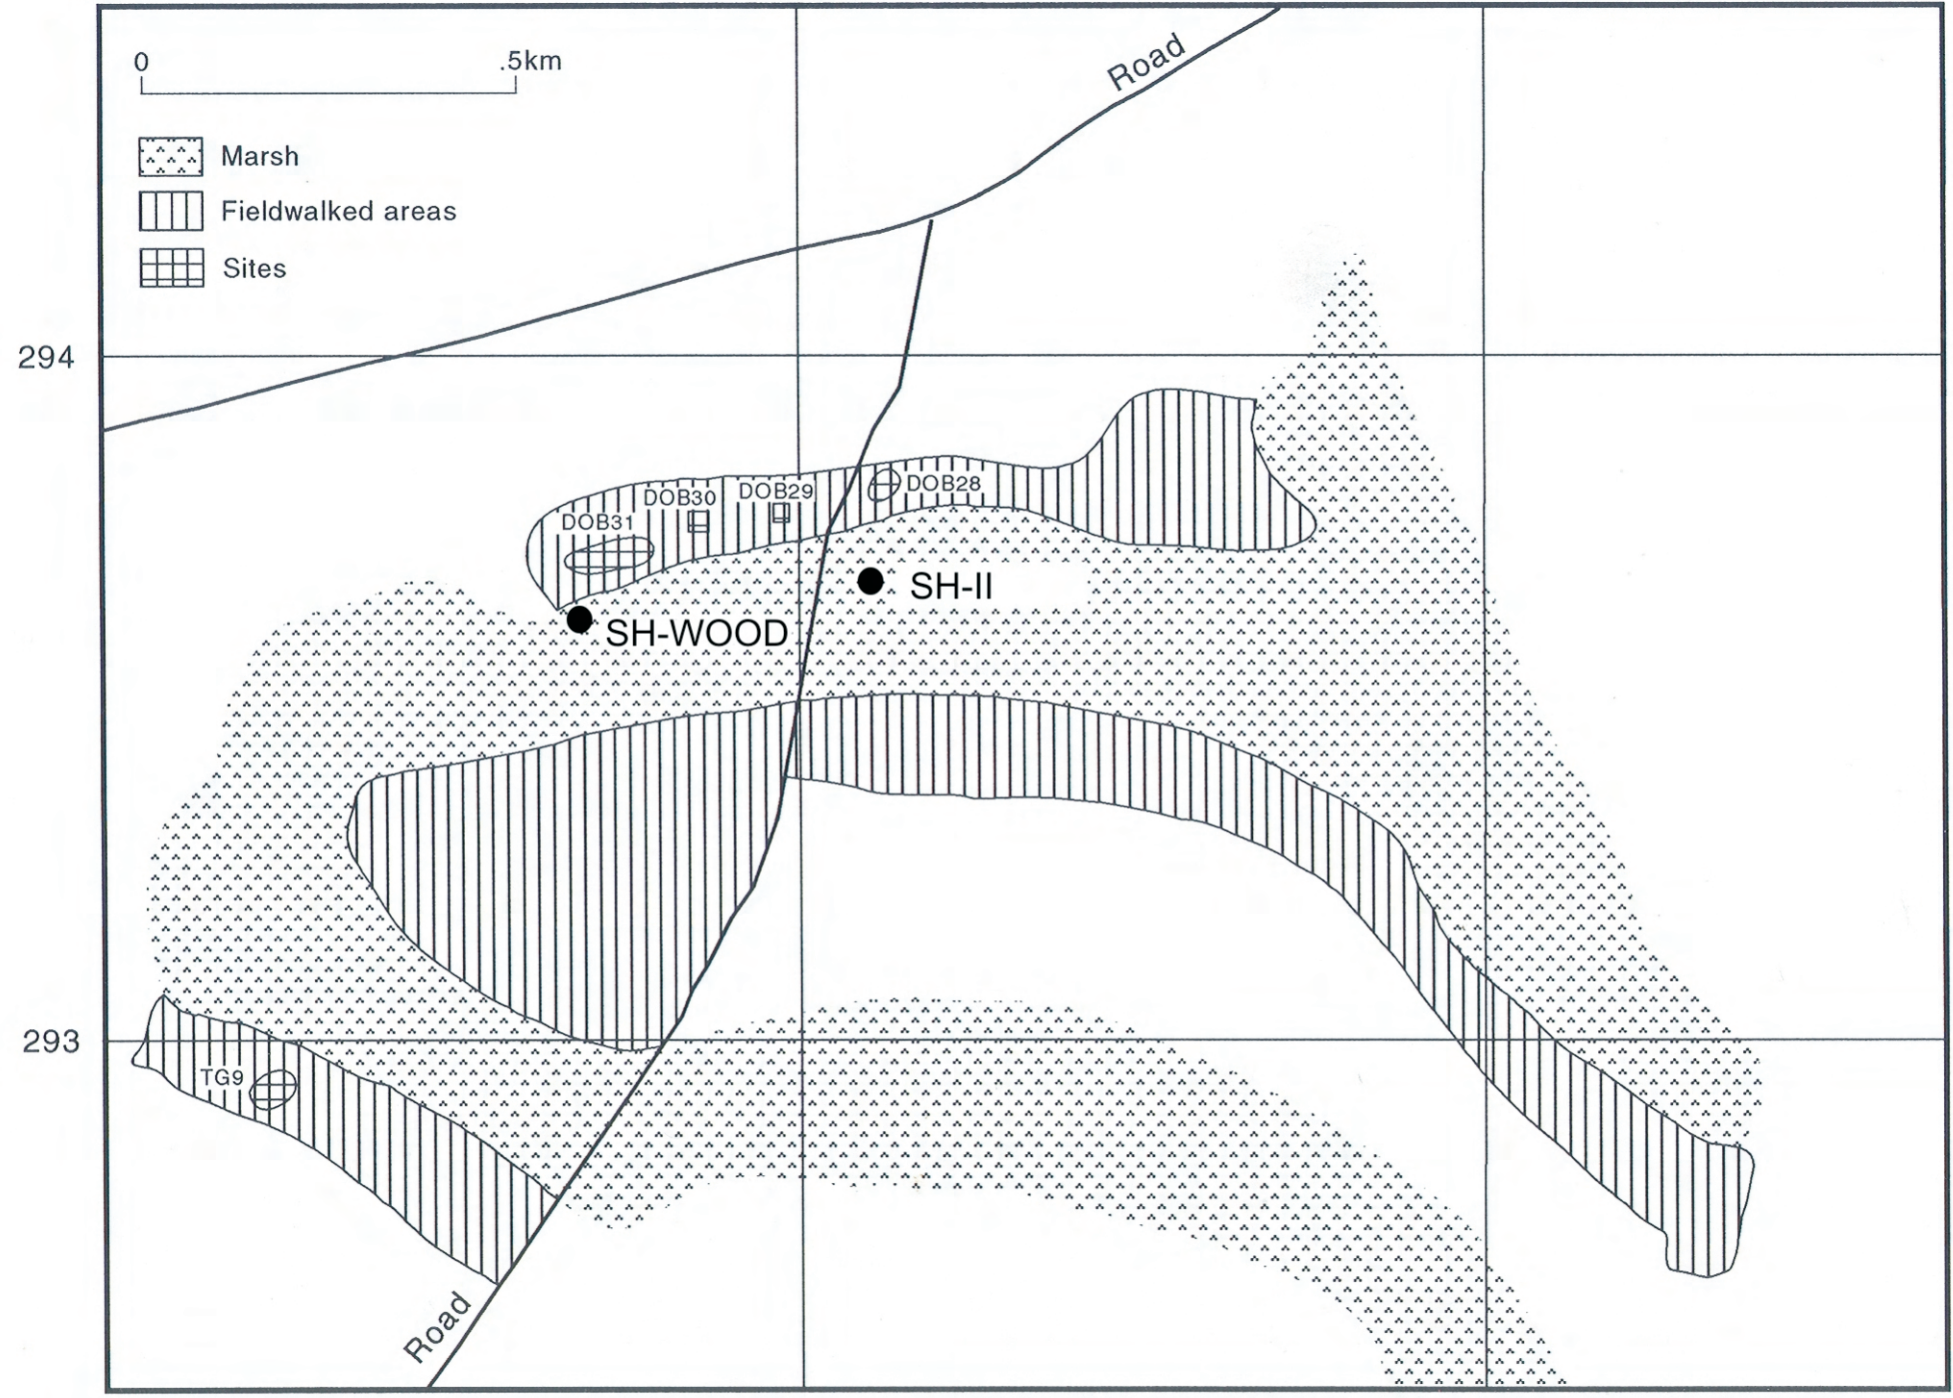 0 .5km
Road
Marsh
Fieldwalked areas
Sites
294
DOB30
DOB29
DOB28
DOB31
SH-II
SH-WOOD
293
TG9
Road